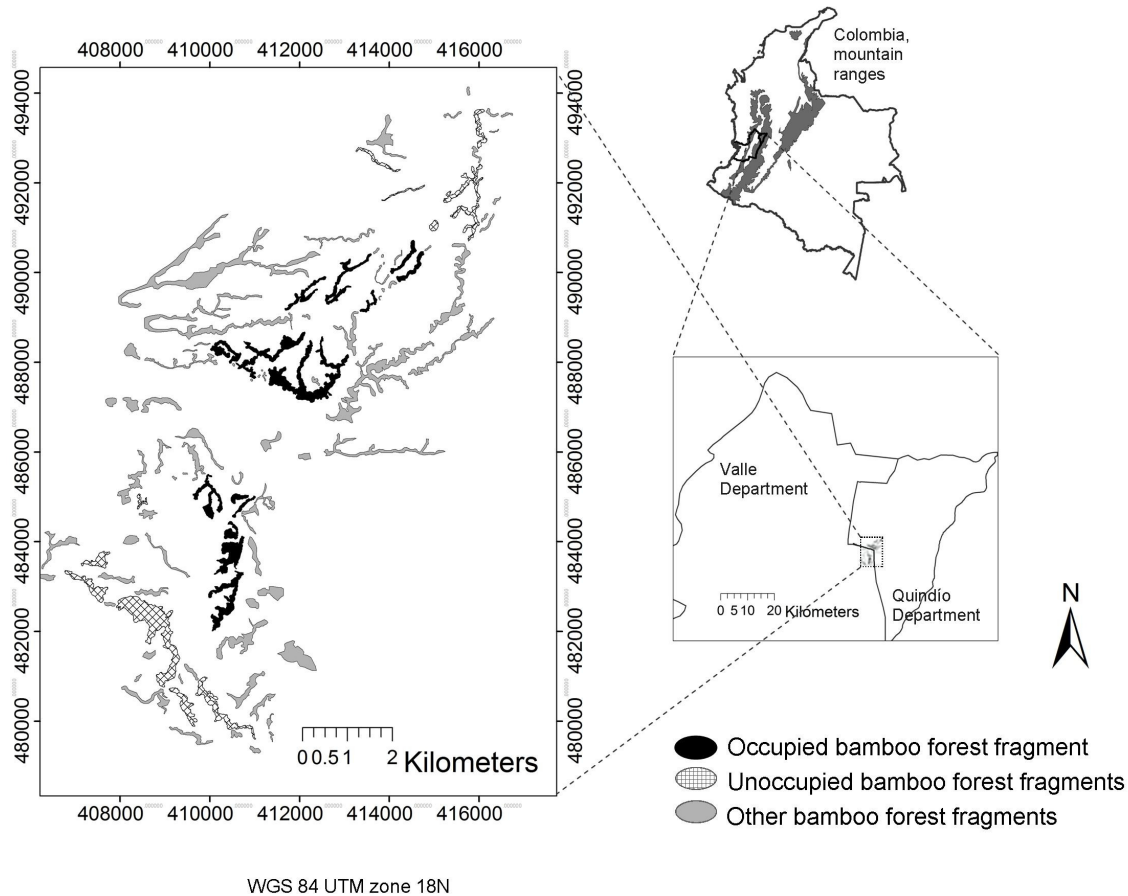 408000 410000 412000 414000 416000
494000
492000
490000
488000
486000
484000
482000
480000
494000
492000
490000
488000
486000
484000
482000
480000
0 0.5 1 2 Kilometers
408000 410000 412000 414000 416000
WGS 84 UTM zone 18N
Colombia,
mountain
ranges
Valle
Department
Quindío
Department
0 5 10 20 Kilometers
N
Occupied bamboo forest fragment
Unoccupied bamboo forest fragments
Other bamboo forest fragments